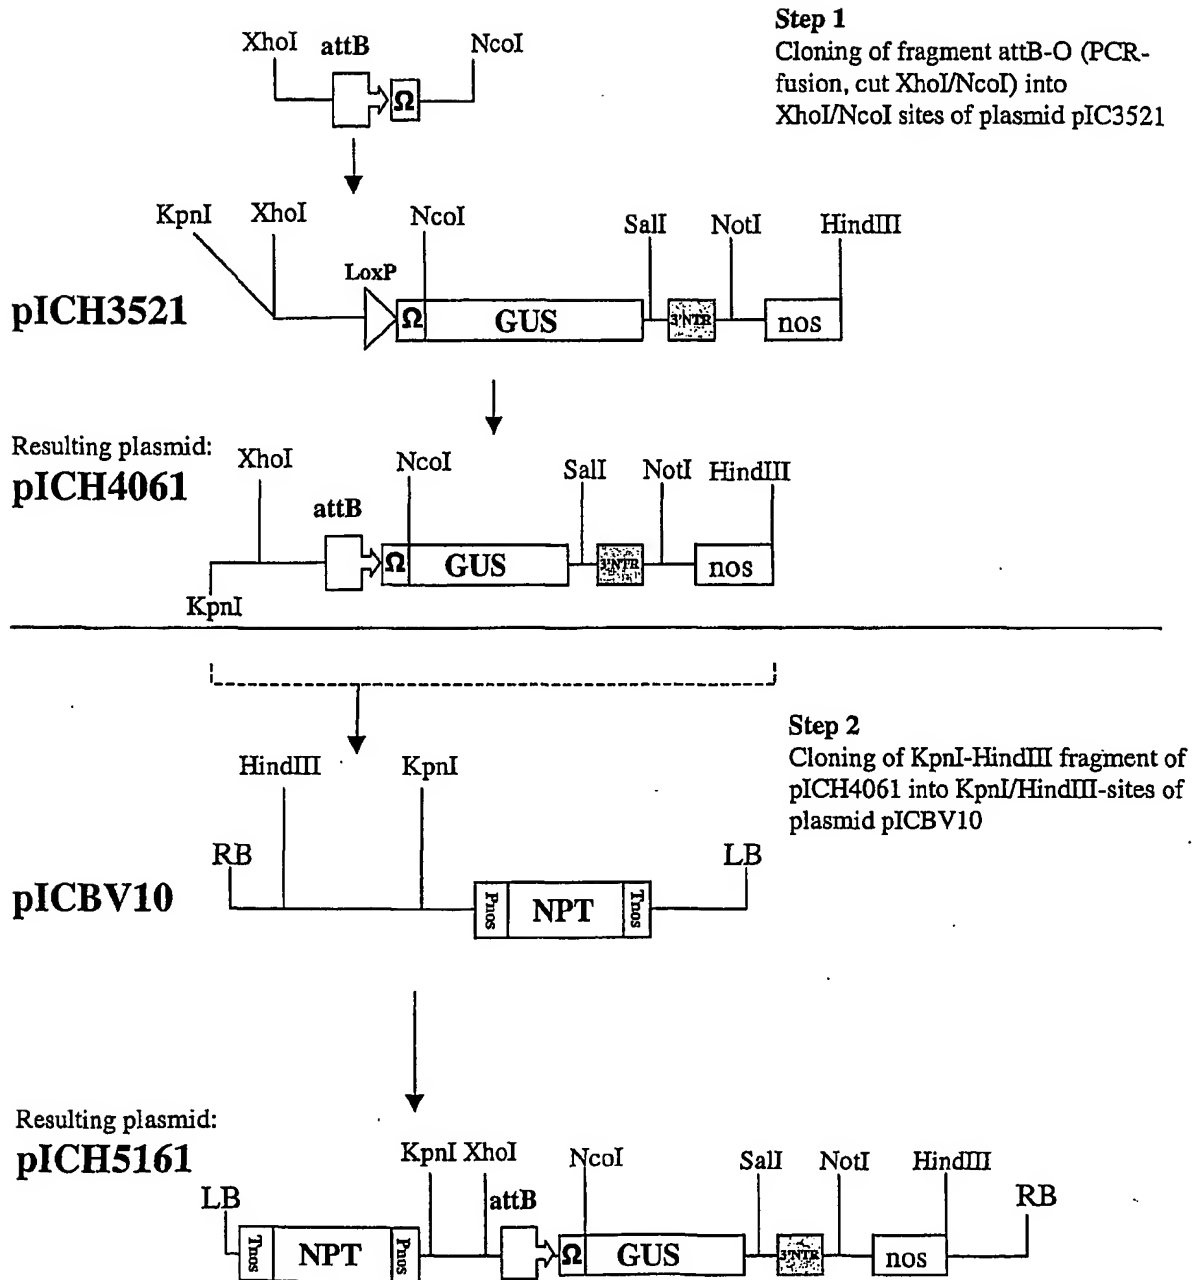 Step 1
Cloning of fragment attB-O (PCR-
fusion, cut XhoI/NcoI) into
XhoI/NcoI sites of plasmid pIC3521
XhoI attB NcoI
Ω
KpnI XhoI NcoI SalI NotI HindIII
LoxP
pICH3521
Ω GUS 3'NTR nos
Resulting plasmid:
pICH4061
XhoI NcoI SalI NotI HindIII
attB
Ω GUS 3'NTR nos
KpnI
Step 2
Cloning of KpnI-HindIII fragment of
pICH4061 into KpnI/HindIII-sites of
plasmid pICBV10
HindIII KpnI
RB LB
pICBV10
Pnos NPT Tnos
Resulting plasmid:
pICH5161
KpnI XhoI NcoI SalI NotI HindIII
LB attB RB
Tnos NPT Pnos Ω GUS 3'NTR nos